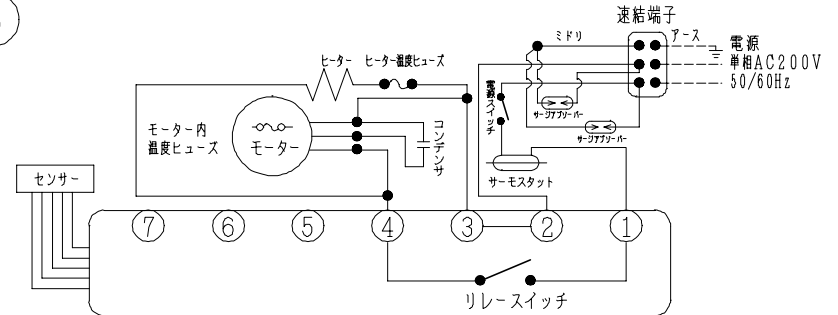 速結端子
ミドリ
アース
電源
単相AC200V
50/60Hz
ヒーター
ヒーター温度ヒューズ
電源スイッチ
サージアブソーバー
サージアブソーバー
モーター内
温度ヒューズ
モーター
コンデンサ
サーモスタット
センサー
7
6
5
4
3
2
1
リレースイッチ